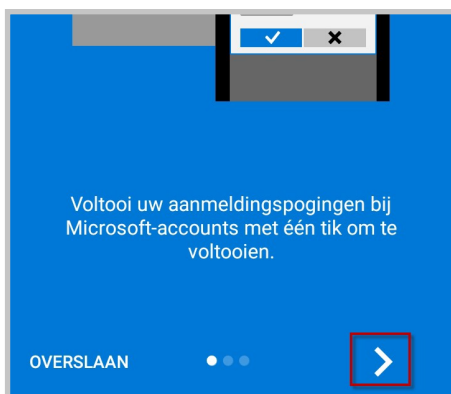 Voltooi uw aanmeldingspogingen bij
Microsoft-accounts met één tik om te
voltooien.
OVERSLAAN